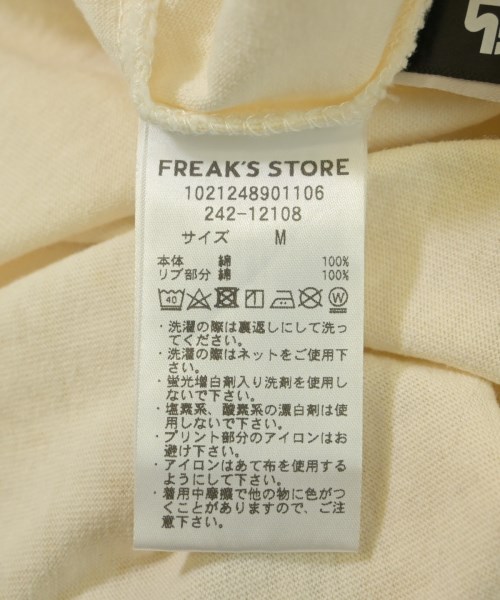 FREAK'S STORE
1021248901106
242-12108
サイズ M
本体 綿 100%
リブ部分 綿 100%
40 W
・洗濯の際は裏返しにして洗っ
てください。
・洗濯の際はネットをご使用下
さい。
・蛍光増白剤入り洗剤を使用し
ないで下さい。
・塩素系、酸素系の漂白剤は使
用しないで下さい。
・プリント部分のアイロンはお
避け下さい。
・アイロンはあて布を使用する
ようにして下さい。
・着用中摩擦で他の物に色がつ
くことがありますので、ご注
意下さい。